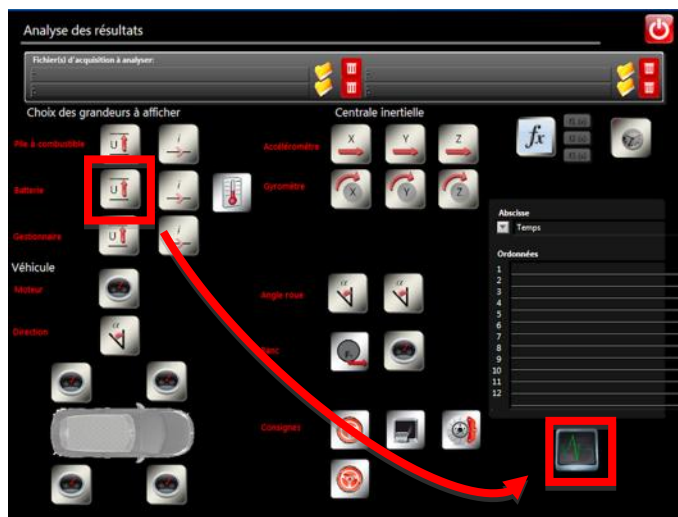 Analyse des résultats
Fichier(s) d'acquisition à analyser:
Choix des grandeurs à afficher
Centrale inertielle
Pile à combustible
U
i
Accéléromètre
X
Y
Z
fx
Batterie
U
i
Gyromètre
X
Y
Z
Gestionnaire
U
i
Abscisse
Temps
Ordonnées
1
2
3
4
5
6
7
8
9
10
11
12
Véhicule
Moteur
Angle roue
α
α
Direction
α
Banc
Consignes